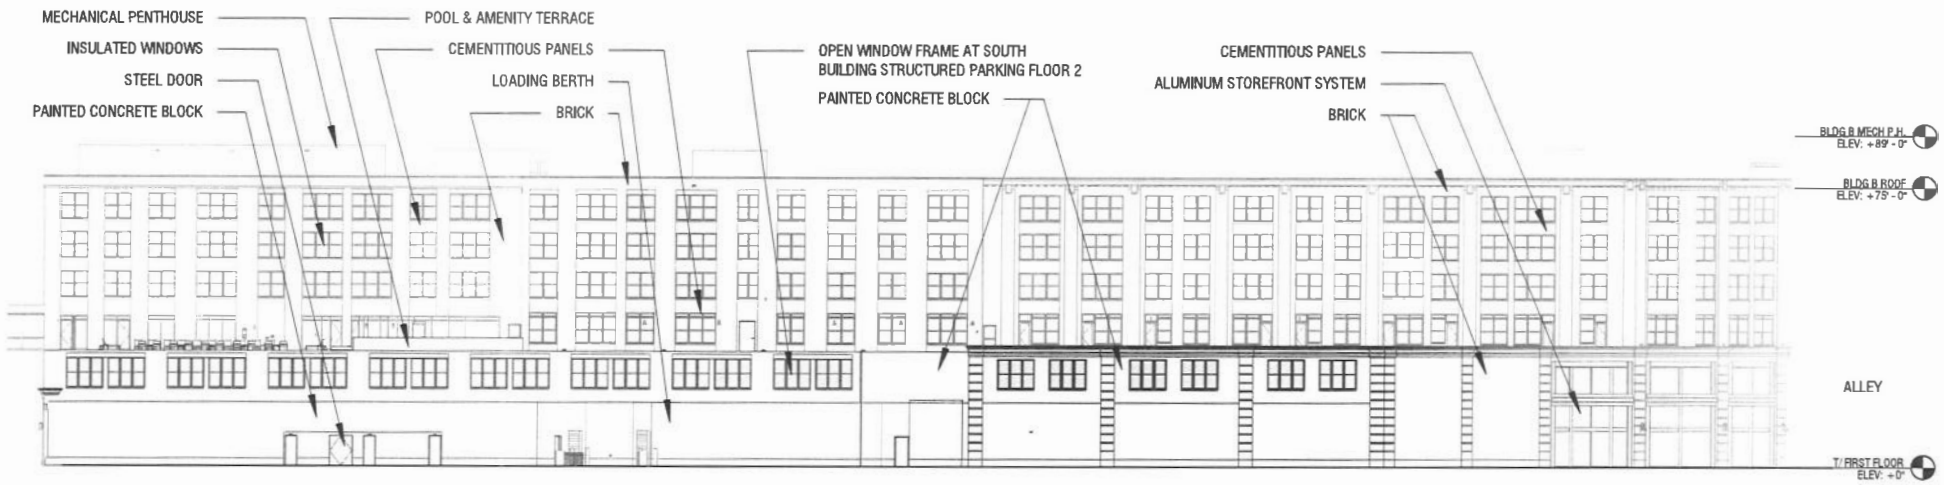 MECHANICAL PENTHOUSE
POOL & AMENITY TERRACE
INSULATED WINDOWS
CEMENTITIOUS PANELS
OPEN WINDOW FRAME AT SOUTH
BUILDING STRUCTURED PARKING FLOOR 2
CEMENTITIOUS PANELS
STEEL DOOR
LOADING BERTH
ALUMINUM STOREFRONT SYSTEM
PAINTED CONCRETE BLOCK
BRICK
PAINTED CONCRETE BLOCK
BRICK
BLDG B MECH P.H.
ELEV: +89'-0"
BLDG B ROOF
ELEV: +75'-0"
ALLEY
T/ FIRST FLOOR
ELEV: +0"